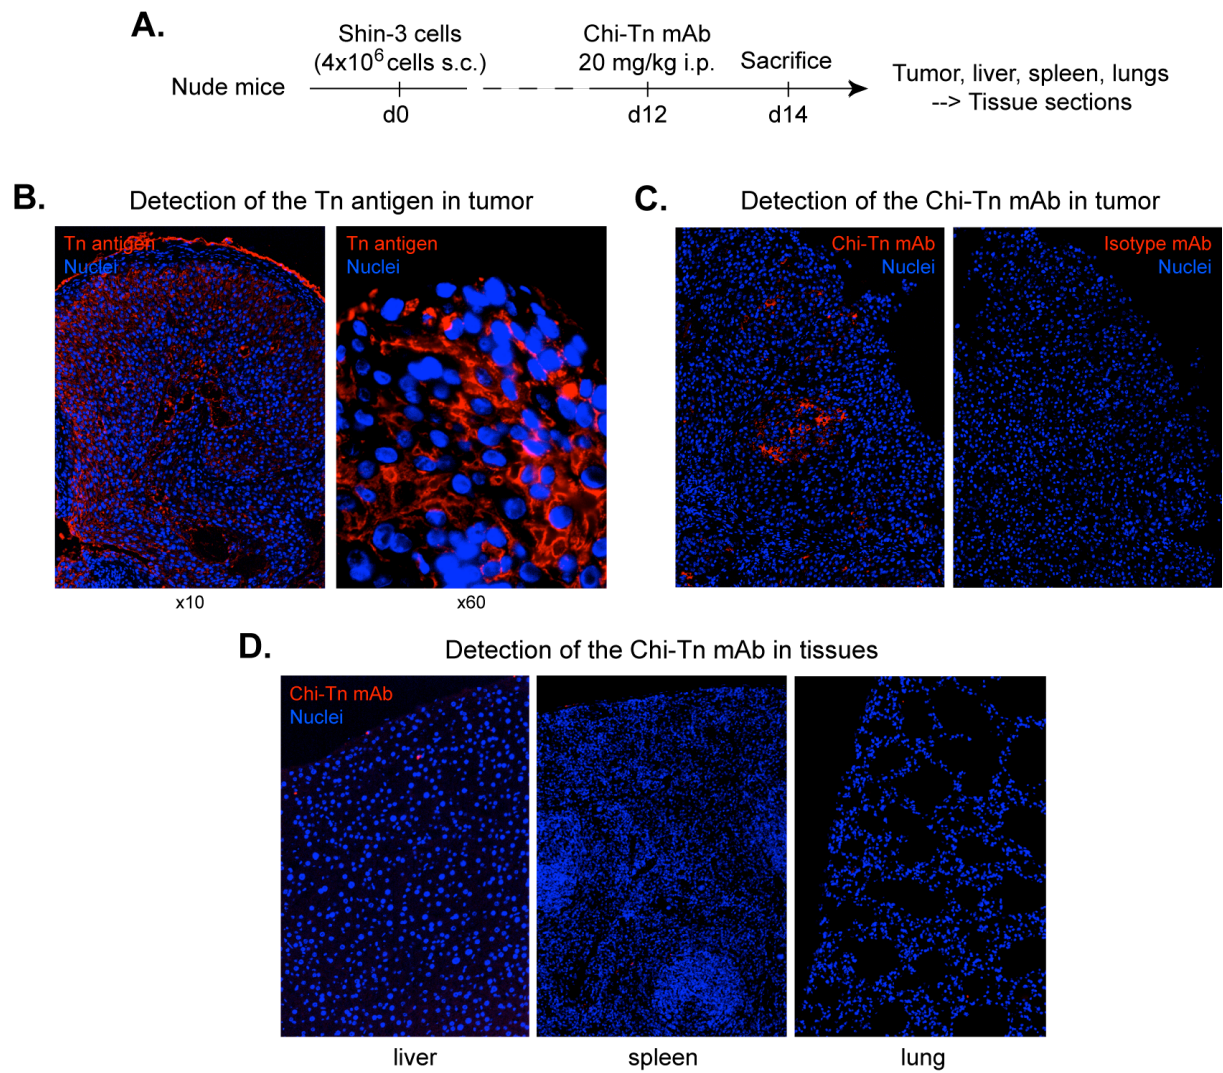 A.
Shin-3 cells
(4x10⁶ cells s.c.)
Chi-Tn mAb
20 mg/kg i.p.
Sacrifice
Nude mice
Tumor, liver, spleen, lungs
--> Tissue sections
d0
d12
d14
B.
Detection of the Tn antigen in tumor
Tn antigen
Nuclei
Tn antigen
Nuclei
x10
x60
C.
Detection of the Chi-Tn mAb in tumor
Chi-Tn mAb
Nuclei
Isotype mAb
Nuclei
D.
Detection of the Chi-Tn mAb in tissues
Chi-Tn mAb
Nuclei
liver
spleen
lung